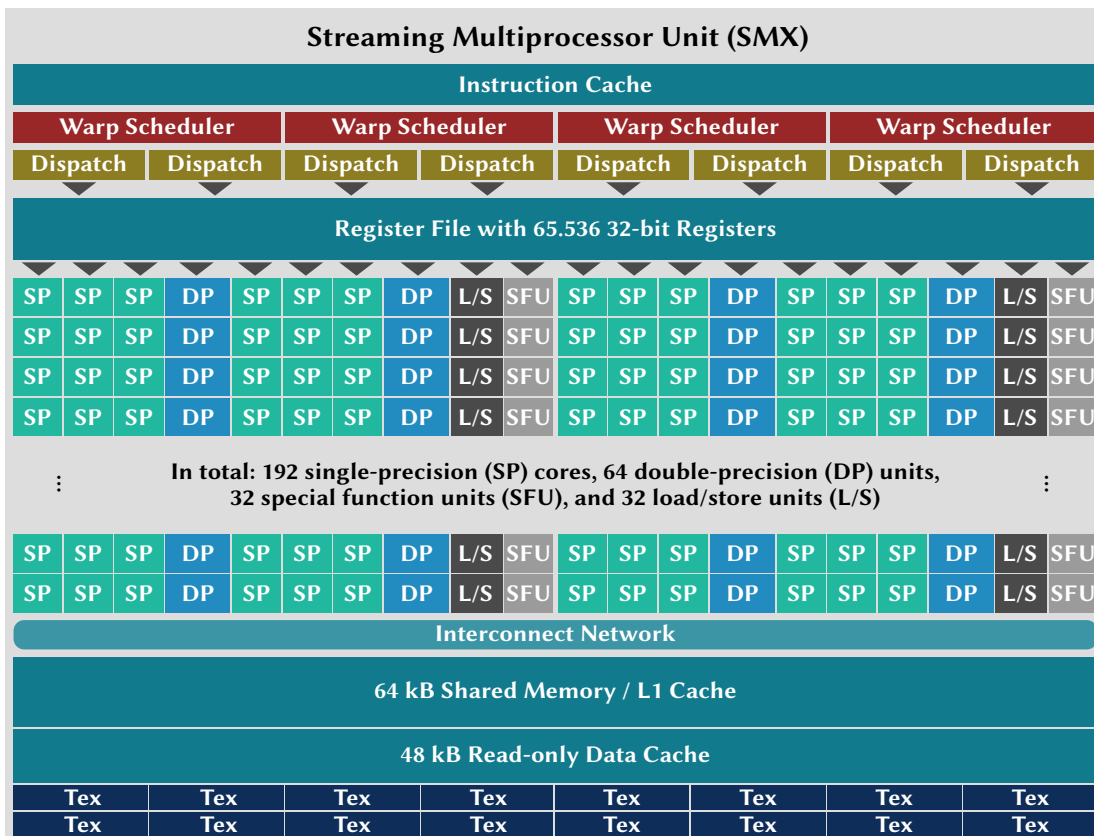 Streaming Multiprocessor Unit (SMX)
Instruction Cache
Warp Scheduler Warp Scheduler Warp Scheduler Warp Scheduler
Dispatch Dispatch Dispatch Dispatch Dispatch Dispatch Dispatch Dispatch
Register File with 65.536 32-bit Registers
SP SP SP DP SP SP SP DP L/S SFU SP SP SP DP SP SP SP DP L/S SFU
SP SP SP DP SP SP SP DP L/S SFU SP SP SP DP SP SP SP DP L/S SFU
SP SP SP DP SP SP SP DP L/S SFU SP SP SP DP SP SP SP DP L/S SFU
SP SP SP DP SP SP SP DP L/S SFU SP SP SP DP SP SP SP DP L/S SFU
⋮ In total: 192 single-precision (SP) cores, 64 double-precision (DP) units, ⋮
32 special function units (SFU), and 32 load/store units (L/S)
SP SP SP DP SP SP SP DP L/S SFU SP SP SP DP SP SP SP DP L/S SFU
SP SP SP DP SP SP SP DP L/S SFU SP SP SP DP SP SP SP DP L/S SFU
Interconnect Network
64 kB Shared Memory / L1 Cache
48 kB Read-only Data Cache
Tex Tex Tex Tex Tex Tex Tex Tex
Tex Tex Tex Tex Tex Tex Tex Tex